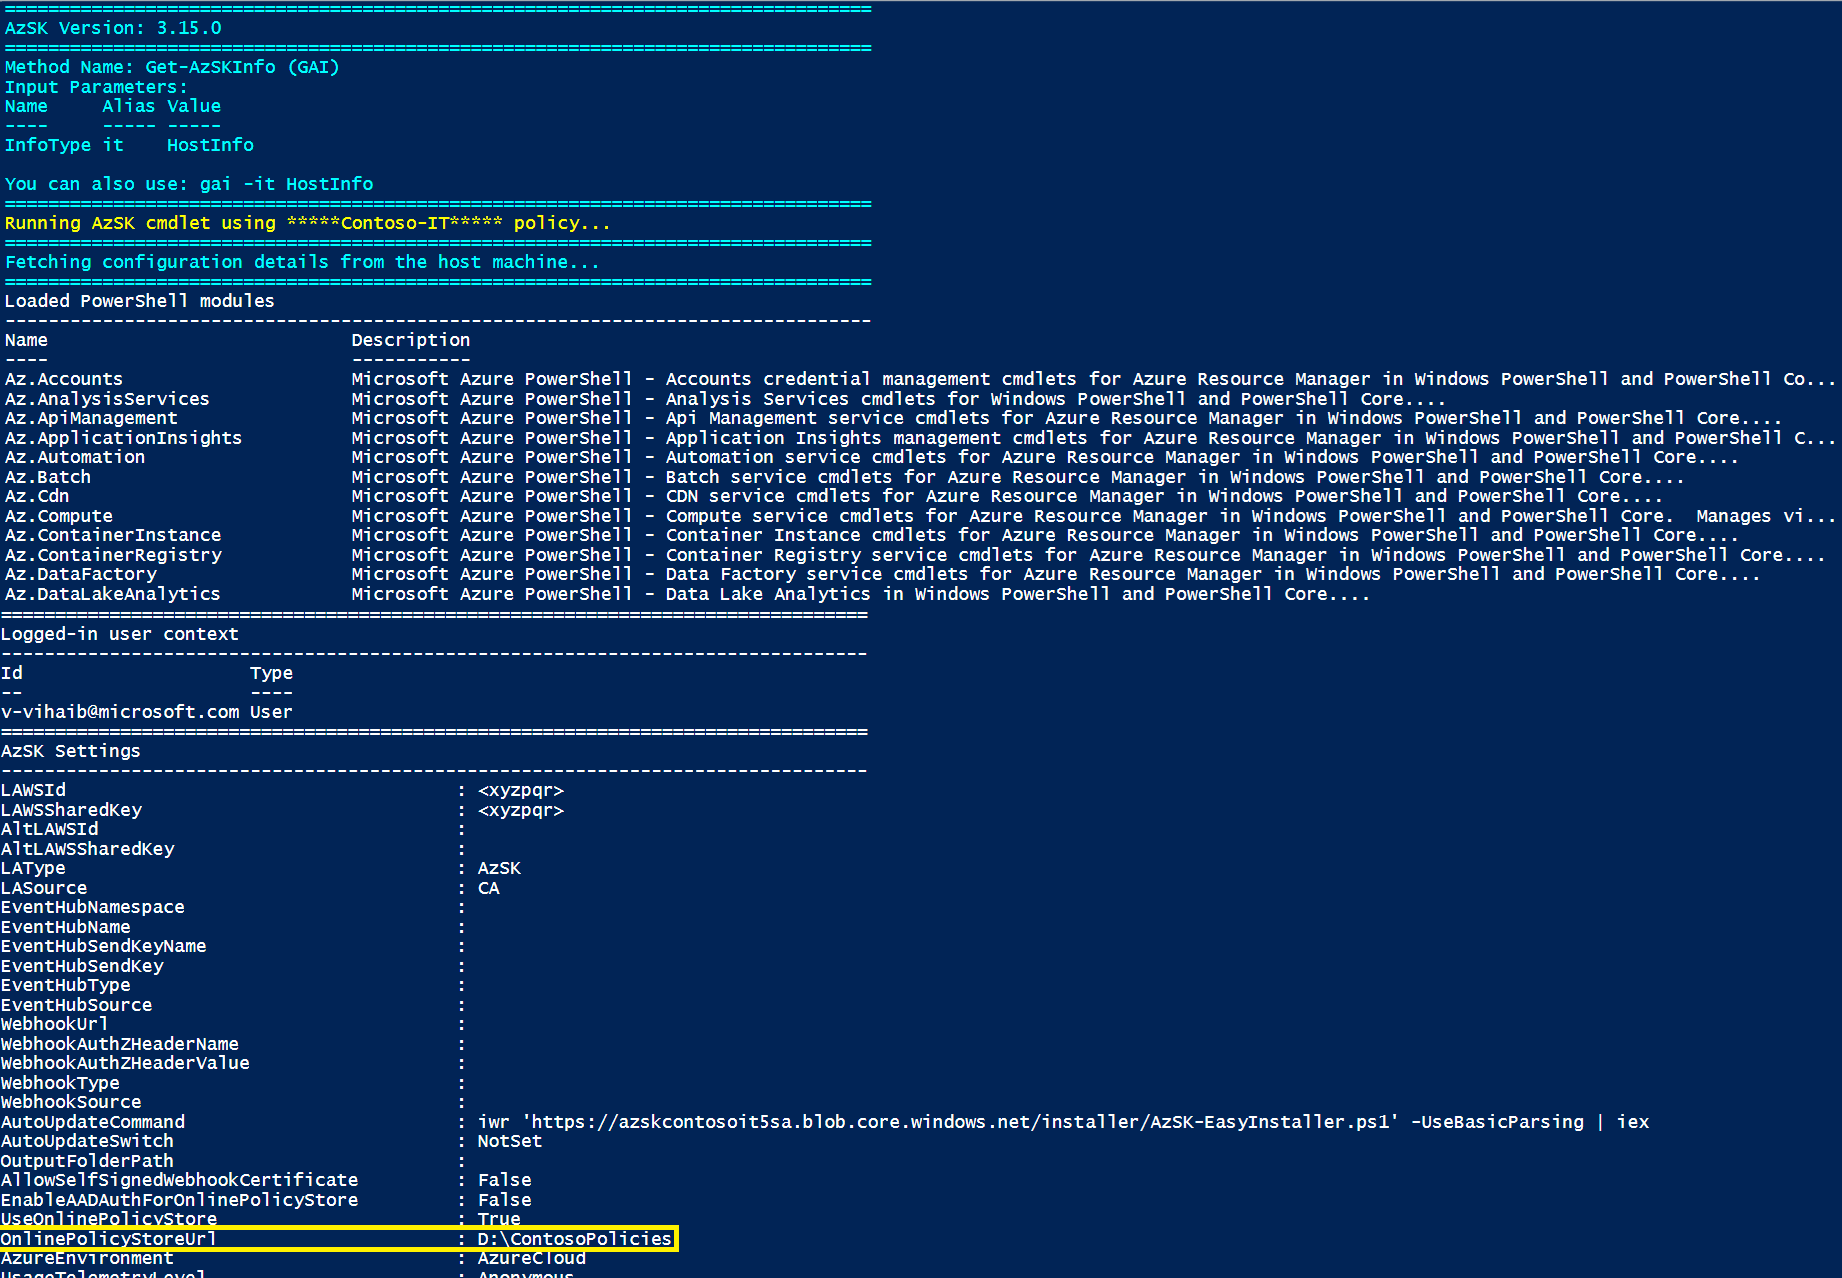 ================================================================================
AzSK Version: 3.15.0
================================================================================
Method Name: Get-AzSKInfo (GAI)
Input Parameters:
Name     Alias Value
----     ----- -----
InfoType it    HostInfo
You can also use: gai -it HostInfo
================================================================================
Running AzSK cmdlet using *****Contoso-IT***** policy...
================================================================================
Fetching configuration details from the host machine...
================================================================================
Loaded PowerShell modules
--------------------------------------------------------------------------------
Name                            Description
----                            -----------
Az.Accounts                     Microsoft Azure PowerShell - Accounts credential management cmdlets for Azure Resource Manager in Windows PowerShell and PowerShell Co...
Az.AnalysisServices             Microsoft Azure PowerShell - Analysis Services cmdlets for Windows PowerShell and PowerShell Core....
Az.ApiManagement                Microsoft Azure PowerShell - Api Management service cmdlets for Azure Resource Manager in Windows PowerShell and PowerShell Core....
Az.ApplicationInsights          Microsoft Azure PowerShell - Application Insights management cmdlets for Azure Resource Manager in Windows PowerShell and PowerShell C...
Az.Automation                   Microsoft Azure PowerShell - Automation service cmdlets for Azure Resource Manager in Windows PowerShell and PowerShell Core....
Az.Batch                        Microsoft Azure PowerShell - Batch service cmdlets for Azure Resource Manager in Windows PowerShell and PowerShell Core....
Az.Cdn                          Microsoft Azure PowerShell - CDN service cmdlets for Azure Resource Manager in Windows PowerShell and PowerShell Core....
Az.Compute                      Microsoft Azure PowerShell - Compute service cmdlets for Azure Resource Manager in Windows PowerShell and PowerShell Core.  Manages vi...
Az.ContainerInstance            Microsoft Azure PowerShell - Container Instance cmdlets for Azure Resource Manager in Windows PowerShell and PowerShell Core....
Az.ContainerRegistry            Microsoft Azure PowerShell - Container Registry service cmdlets for Azure Resource Manager in Windows PowerShell and PowerShell Core....
Az.DataFactory                  Microsoft Azure PowerShell - Data Factory service cmdlets for Azure Resource Manager in Windows PowerShell and PowerShell Core....
Az.DataLakeAnalytics            Microsoft Azure PowerShell - Data Lake Analytics in Windows PowerShell and PowerShell Core....
================================================================================
Logged-in user context
--------------------------------------------------------------------------------
Id                     Type
--                     ----
v-vihaib@microsoft.com User
================================================================================
AzSK Settings
--------------------------------------------------------------------------------
LAWSId                                    : <xyzpqr>
LAWSSharedKey                             : <xyzpqr>
AltLAWSId                                 :
AltLAWSSharedKey                          :
LAType                                    : AzSK
LASource                                  : CA
EventHubNamespace                         :
EventHubName                              :
EventHubSendKeyName                       :
EventHubSendKey                           :
EventHubType                              :
EventHubSource                            :
WebhookUrl                                :
WebhookAuthZHeaderName                    :
WebhookAuthZHeaderValue                   :
WebhookType                               :
WebhookSource                             :
AutoUpdateCommand                         : iwr 'https://azskcontosoit5sa.blob.core.windows.net/installer/AzSK-EasyInstaller.ps1' -UseBasicParsing | iex
AutoUpdateSwitch                          : NotSet
OutputFolderPath                          :
AllowSelfSignedWebhookCertificate         : False
EnableAADAuthForOnlinePolicyStore         : False
UseOnlinePolicyStore                      : True
OnlinePolicyStoreUrl                      : D:\ContosoPolicies
AzureEnvironment                          : AzureCloud
UsageTelemetryLevel                       : Anonymous